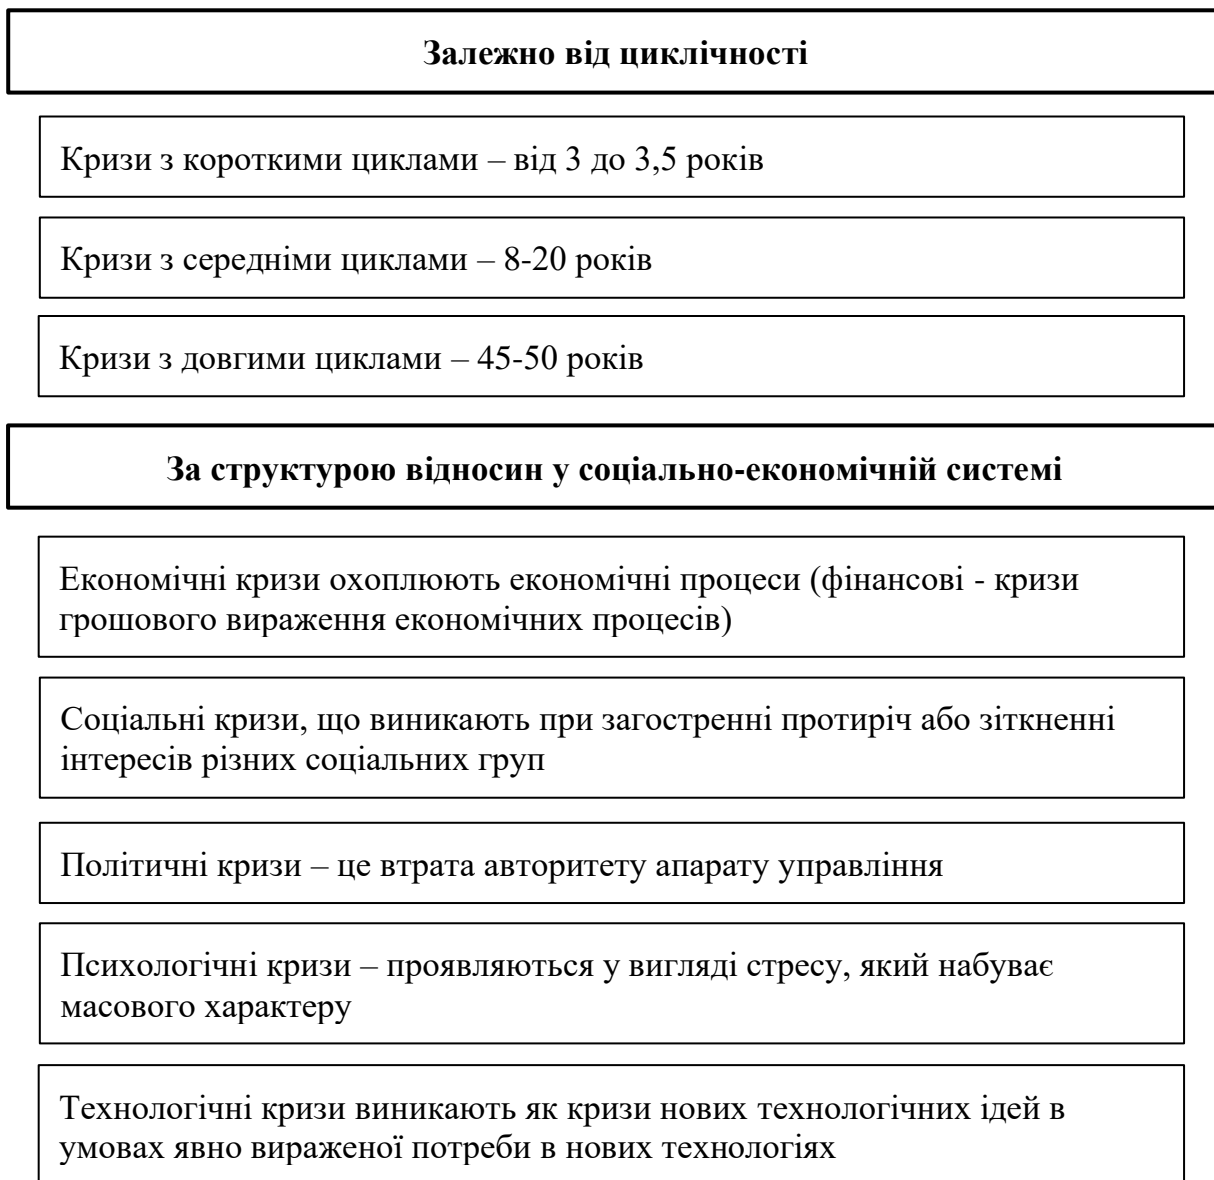 Залежно від циклічності
Кризи з короткими циклами – від 3 до 3,5 років
Кризи з середніми циклами – 8-20 років
Кризи з довгими циклами – 45-50 років
За структурою відносин у соціально-економічній системі
Економічні кризи охоплюють економічні процеси (фінансові - кризи
грошового вираження економічних процесів)
Соціальні кризи, що виникають при загостренні протиріч або зіткненні
інтересів різних соціальних груп
Політичні кризи – це втрата авторитету апарату управління
Психологічні кризи – проявляються у вигляді стресу, який набуває
масового характеру
Технологічні кризи виникають як кризи нових технологічних ідей в
умовах явно вираженої потреби в нових технологіях